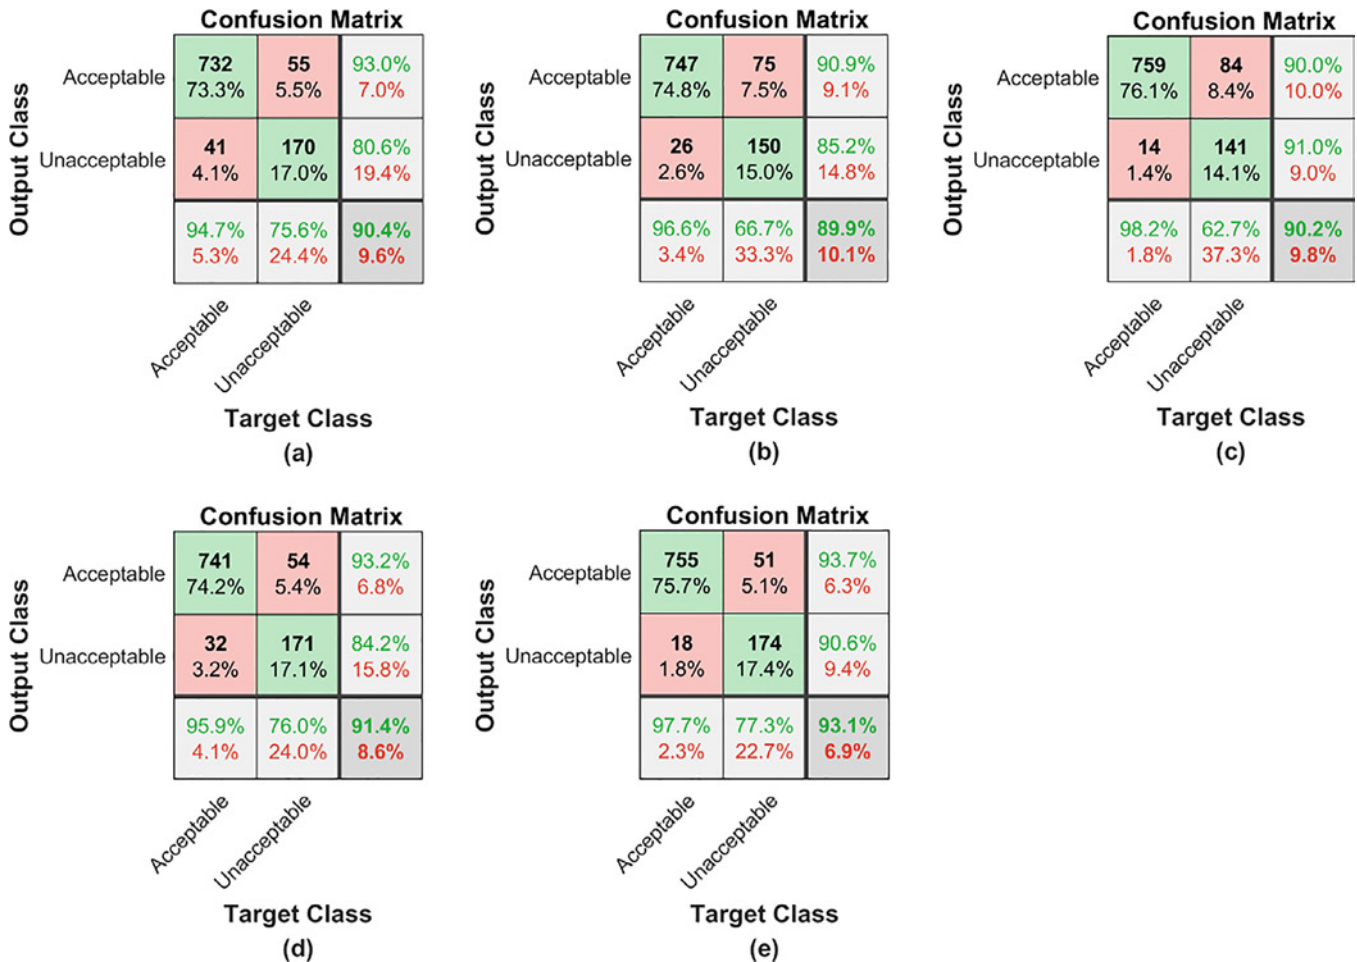 Confusion Matrix
Output Class
Acceptable
732 55 93.0%
73.3% 5.5% 7.0%
Unacceptable
41 170 80.6%
4.1% 17.0% 19.4%
94.7% 75.6% 90.4%
5.3% 24.4% 9.6%
Acceptable
Unacceptable
Target Class
(a)
Confusion Matrix
Output Class
Acceptable
747 75 90.9%
74.8% 7.5% 9.1%
Unacceptable
26 150 85.2%
2.6% 15.0% 14.8%
96.6% 66.7% 89.9%
3.4% 33.3% 10.1%
Acceptable
Unacceptable
Target Class
(b)
Confusion Matrix
Output Class
Acceptable
759 84 90.0%
76.1% 8.4% 10.0%
Unacceptable
14 141 91.0%
1.4% 14.1% 9.0%
98.2% 62.7% 90.2%
1.8% 37.3% 9.8%
Acceptable
Unacceptable
Target Class
(c)
Confusion Matrix
Output Class
Acceptable
741 54 93.2%
74.2% 5.4% 6.8%
Unacceptable
32 171 84.2%
3.2% 17.1% 15.8%
95.9% 76.0% 91.4%
4.1% 24.0% 8.6%
Acceptable
Unacceptable
Target Class
(d)
Confusion Matrix
Output Class
Acceptable
755 51 93.7%
75.7% 5.1% 6.3%
Unacceptable
18 174 90.6%
1.8% 17.4% 9.4%
97.7% 77.3% 93.1%
2.3% 22.7% 6.9%
Acceptable
Unacceptable
Target Class
(e)